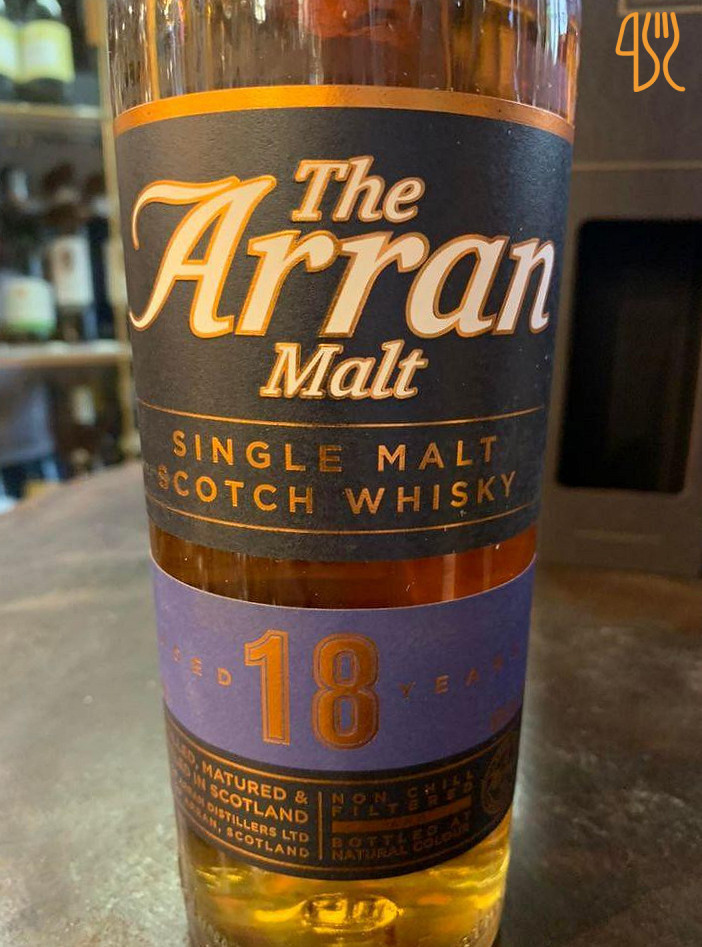 The
Arran
Malt
SINGLE MALT
SCOTCH WHISKY
18
YEARS
MATURED &
IN SCOTLAND
DISTILLERS LTD
ARRAN, SCOTLAND
NON CHILL
FILTERED
BOTTLED AT
NATURAL COLOUR